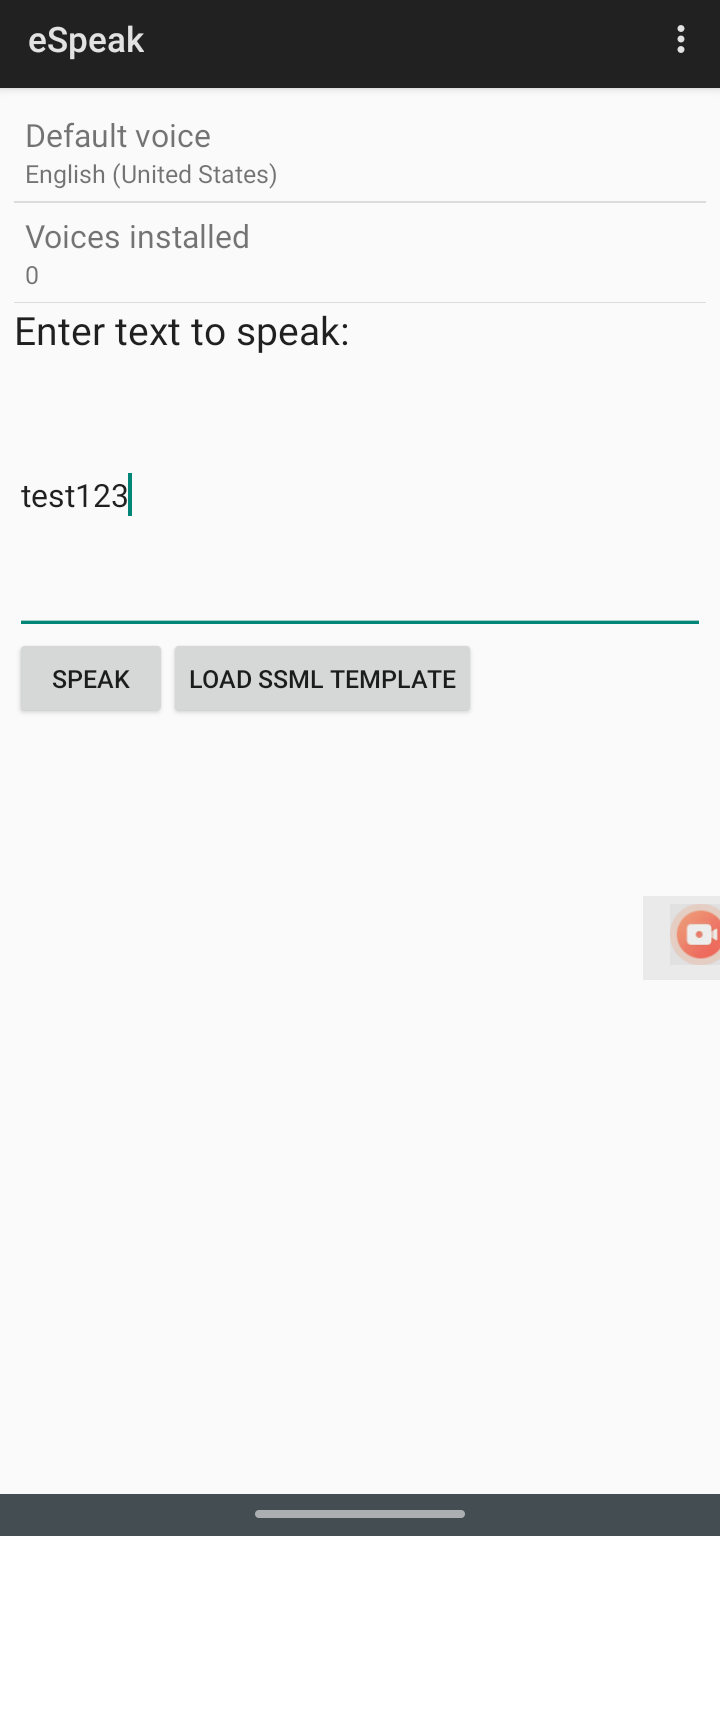 eSpeak
Default voice
English (United States)
Voices installed
0
Enter text to speak:
test123
SPEAK
LOAD SSML TEMPLATE